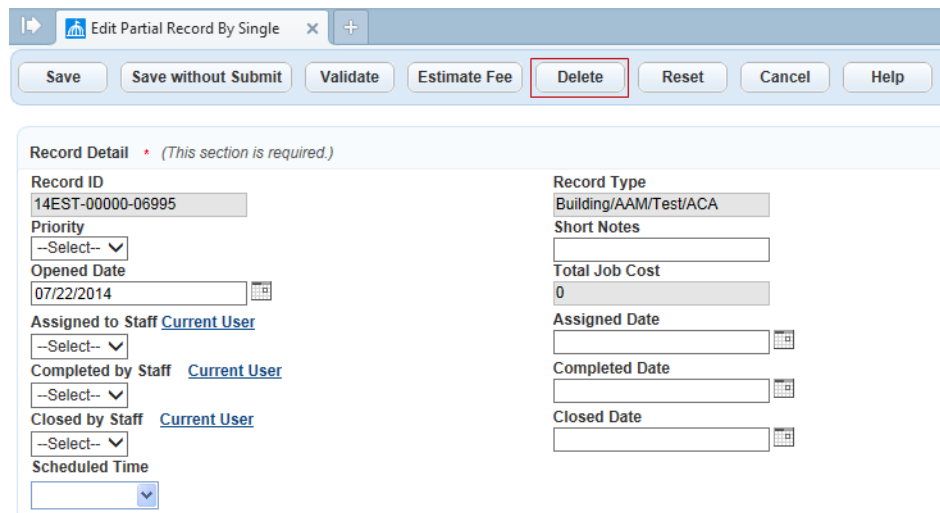 Edit Partial Record By Single
Save Save without Submit Validate Estimate Fee Delete Reset Cancel Help
Record Detail * (This section is required.)
Record ID Record Type
14EST-00000-06995 Building/AAM/Test/ACA
Priority Short Notes
--Select--
Opened Date Total Job Cost
07/22/2014 0
Assigned to Staff Current User Assigned Date
--Select--
Completed by Staff Current User Completed Date
--Select--
Closed by Staff Current User Closed Date
--Select--
Scheduled Time